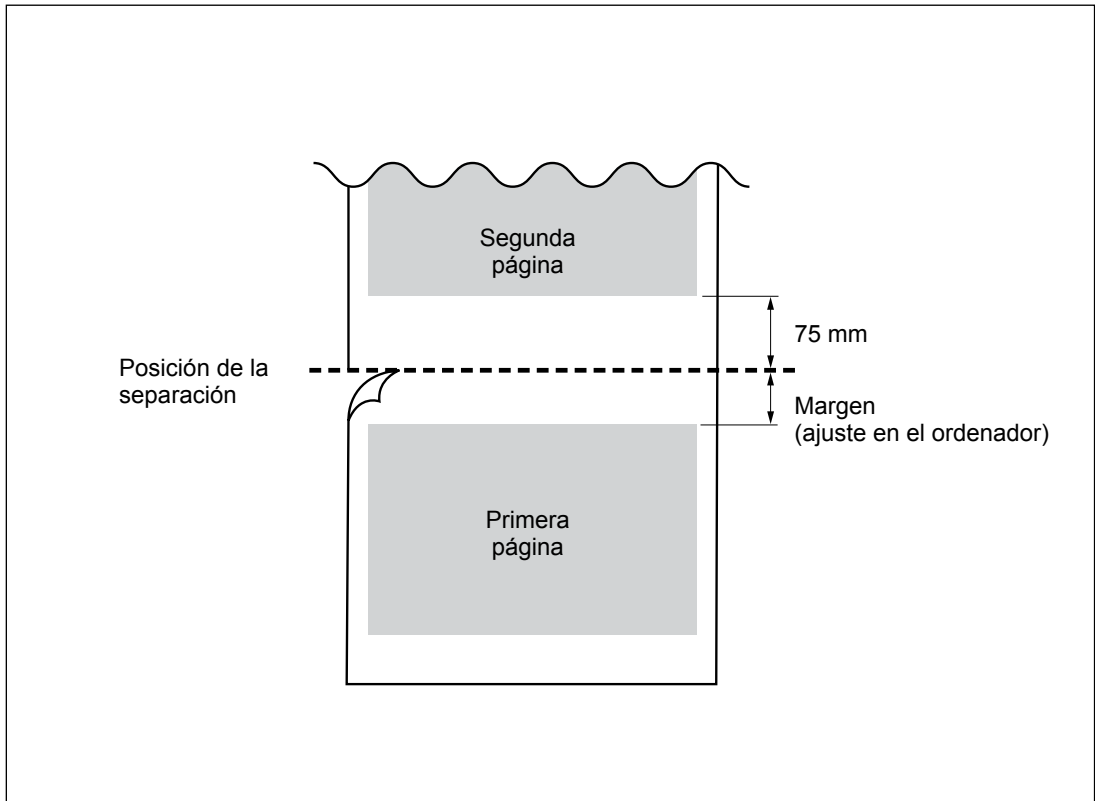 Segunda
página
75 mm
Posición de la
separación
Margen
(ajuste en el ordenador)
Primera
página